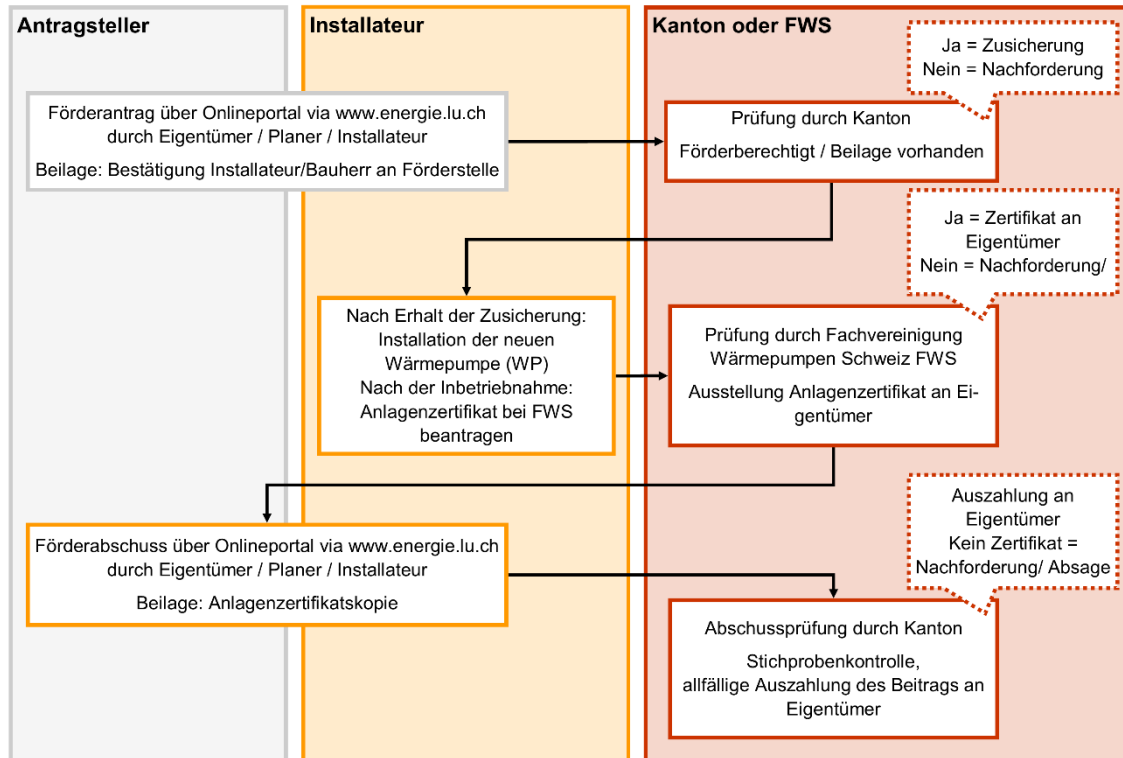 Antragsteller
Installateur
Kanton oder FWS
Ja = Zusicherung
Nein = Nachforderung
Förderantrag über Onlineportal via www.energie.lu.ch
durch Eigentümer / Planer / Installateur
Beilage: Bestätigung Installateur/Bauherr an Förderstelle
Prüfung durch Kanton
Förderberechtigt / Beilage vorhanden
Ja = Zertifikat an
Eigentümer
Nein = Nachforderung/
Nach Erhalt der Zusicherung:
Installation der neuen
Wärmepumpe (WP)
Nach der Inbetriebnahme:
Anlagenzertifikat bei FWS
beantragen
Prüfung durch Fachvereinigung
Wärmepumpen Schweiz FWS
Ausstellung Anlagenzertifikat an Ei-
gentümer
Auszahlung an
Eigentümer
Kein Zertifikat =
Nachforderung/ Absage
Förderabschuss über Onlineportal via www.energie.lu.ch
durch Eigentümer / Planer / Installateur
Beilage: Anlagenzertifikatskopie
Abschussprüfung durch Kanton
Stichprobenkontrolle,
allfällige Auszahlung des Beitrags an
Eigentümer